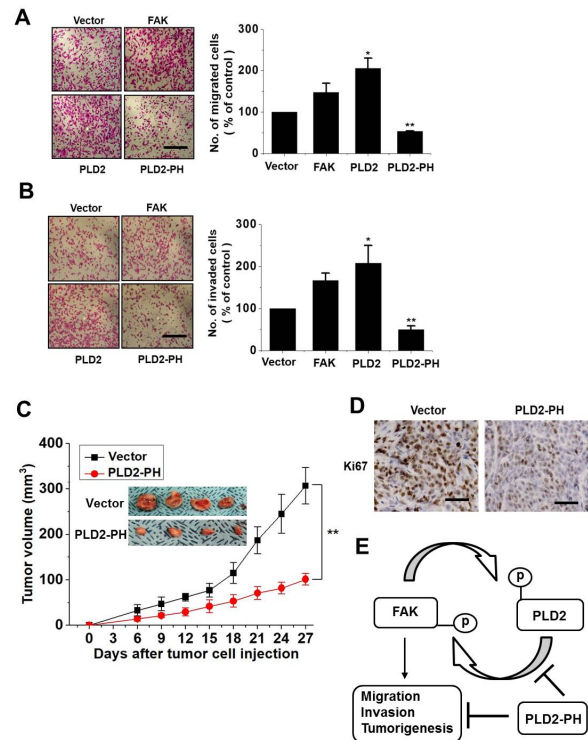 A
Vector
FAK
PLD2
PLD2-PH
No. of migrated cells
( % of control )
300
200
100
0
*
**
Vector
FAK
PLD2
PLD2-PH
B
Vector
FAK
PLD2
PLD2-PH
No. of invaded cells
( % of control )
300
200
100
0
*
**
Vector
FAK
PLD2
PLD2-PH
C
Tumor volume (mm3)
400
300
200
100
0
Vector
PLD2-PH
Vector
PLD2-PH
**
0 3 6 9 12 15 18 21 24 27
Days after tumor cell injection
D
Vector
PLD2-PH
Ki67
E
FAK
p
p
PLD2
Migration
Invasion
Tumorigenesis
PLD2-PH